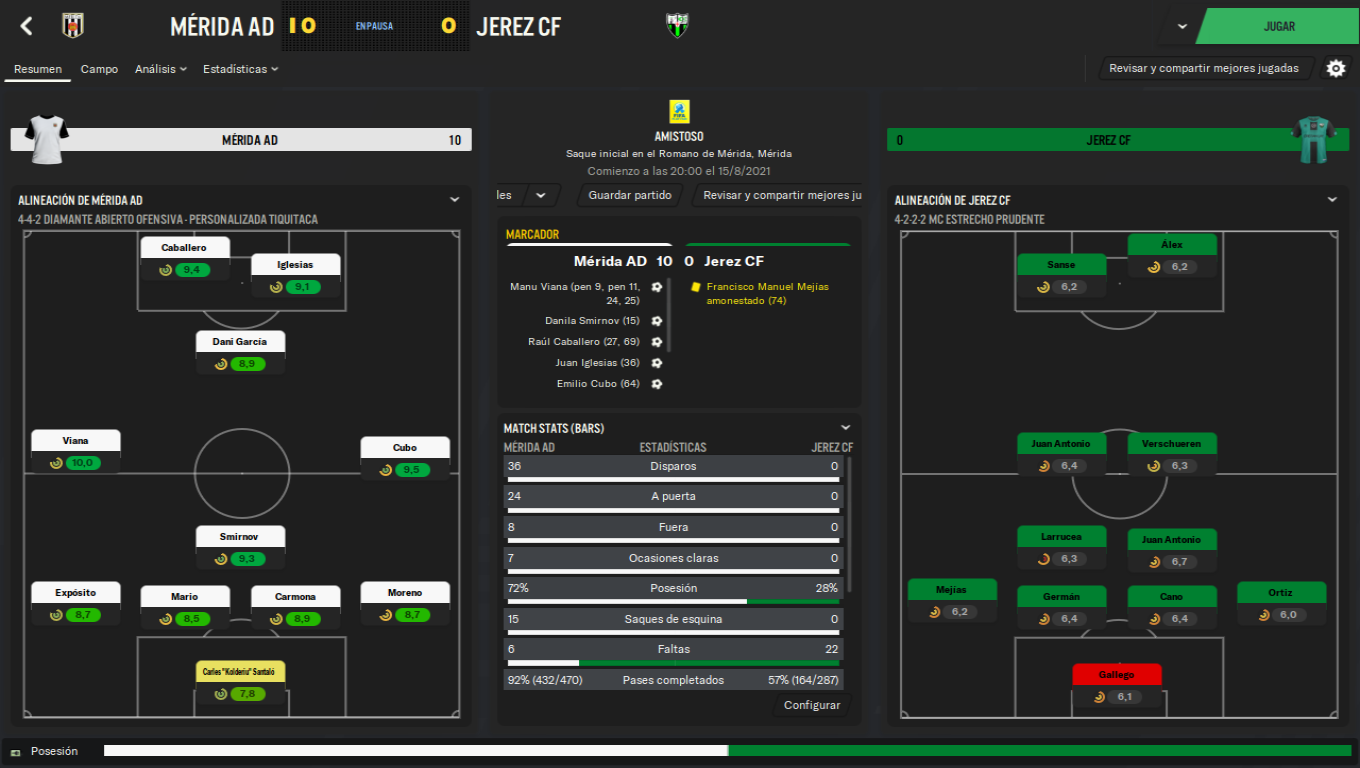 MÉRIDA AD 10 EN PAUSA 0 JEREZ CF
JUGAR
Resumen Campo Análisis Estadísticas
Revisar y compartir mejores jugadas
MÉRIDA AD 10
AMISTOSO
Saque inicial en el Romano de Mérida, Mérida
Comienzo a las 20:00 el 15/8/2021
les Guardar partido Revisar y compartir mejores ju
0 JEREZ CF
ALINEACIÓN DE MÉRIDA AD
4-4-2 DIAMANTE ABIERTO OFENSIVA - PERSONALIZADA TIQUITACA
Caballero
9,4
Iglesias
9,1
Dani García
8,9
Viana
10,0
Cubo
9,5
Smirnov
9,3
Expósito
8,7
Mario
8,5
Carmona
8,9
Moreno
8,7
Carles "Kolderiu" Santaló
7,8
MARCADOR
Mérida AD 10 0 Jerez CF
Manu Viana (pen 9, pen 11,
24, 25)
Danila Smirnov (15)
Raúl Caballero (27, 69)
Juan Iglesias (36)
Emilio Cubo (64)
Francisco Manuel Mejías
amonestado (74)
MATCH STATS (BARS)
MÉRIDA AD ESTADÍSTICAS JEREZ CF
36 Disparos 0
24 A puerta 0
8 Fuera 0
7 Ocasiones claras 0
72% Posesión 28%
15 Saques de esquina 0
6 Faltas 22
92% (432/470) Pases completados 57% (164/287)
Configurar
ALINEACIÓN DE JEREZ CF
4-2-2-2 MC ESTRECHO PRUDENTE
Álex
6,2
Sanse
6,2
Juan Antonio
6,4
Verschueren
6,3
Larrucea
6,3
Juan Antonio
6,7
Mejías
6,2
Germán
6,4
Cano
6,4
Ortiz
6,0
Gallego
6,1
Posesión